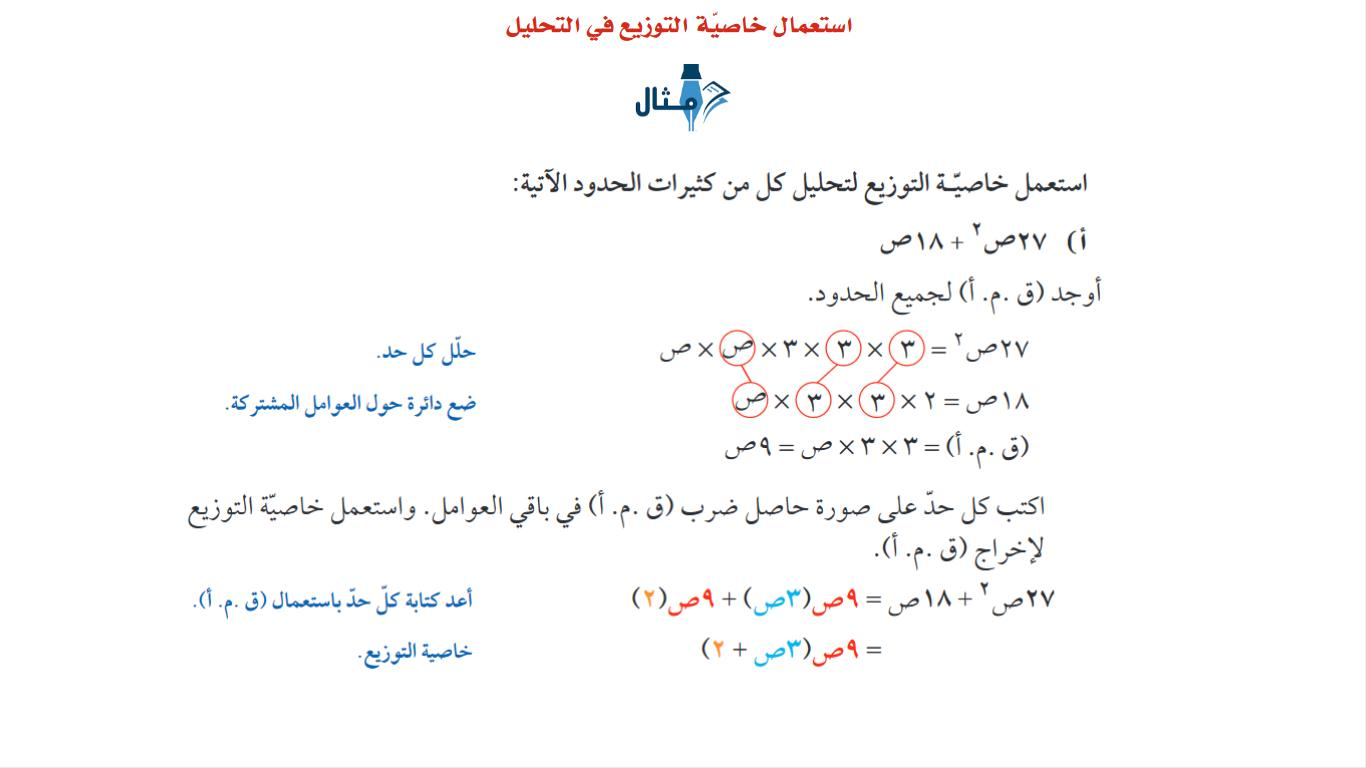 استعمال خاصيّة التوزيع في التحليل
مثال
استعمل خاصيّة التوزيع لتحليل كل من كثيرات الحدود الآتية:
أ) ٢٧ص٢ + ١٨ص
أوجد (ق .م. أ) لجميع الحدود.
٢٧ص٢ = ٣ × ٣ × ٣ × ص × ص حلّل كل حد.
١٨ص = ٢ × ٣ × ٣ × ص ضع دائرة حول العوامل المشتركة.
(ق .م. أ) = ٣ × ٣ × ص = ٩ص
اكتب كل حدّ على صورة حاصل ضرب (ق .م. أ) في باقي العوامل. واستعمل خاصيّة التوزيع
لإخراج (ق .م. أ).
٢٧ص٢ + ١٨ص = ٩ص(٣ص) + ٩ص(٢) أعد كتابة كلّ حدّ باستعمال (ق .م. أ).
= ٩ص(٣ص + ٢) خاصية التوزيع.